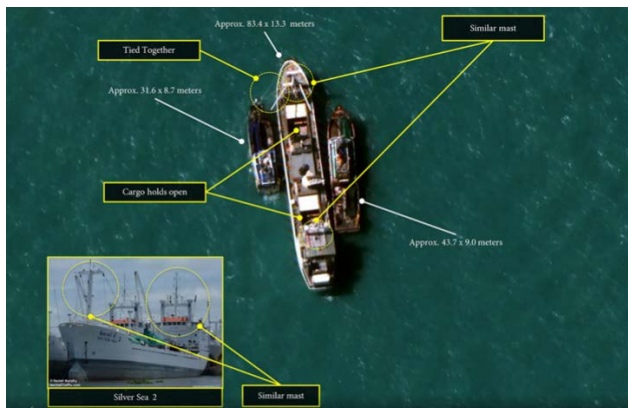 Approx. 83.4 x 13.3 meters
Similar mast
Tied Together
Approx. 31.6 x 8.7 meters
Cargo holds open
Approx. 43.7 x 9.0 meters
Silver Sea 2
Similar mast